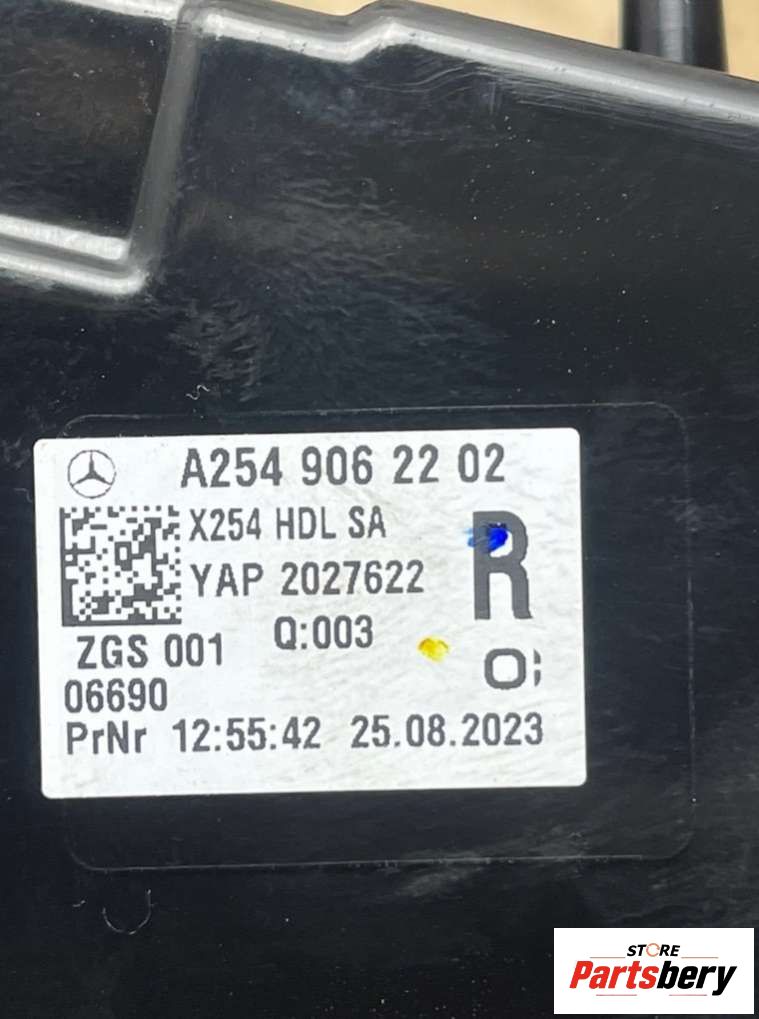 A254 906 22 02
X254 HDL SA
YAP 2027622
R
ZGS 001 Q:003
O;
06690
PrNr 12:55:42 25.08.2023
STORE
Partsbery